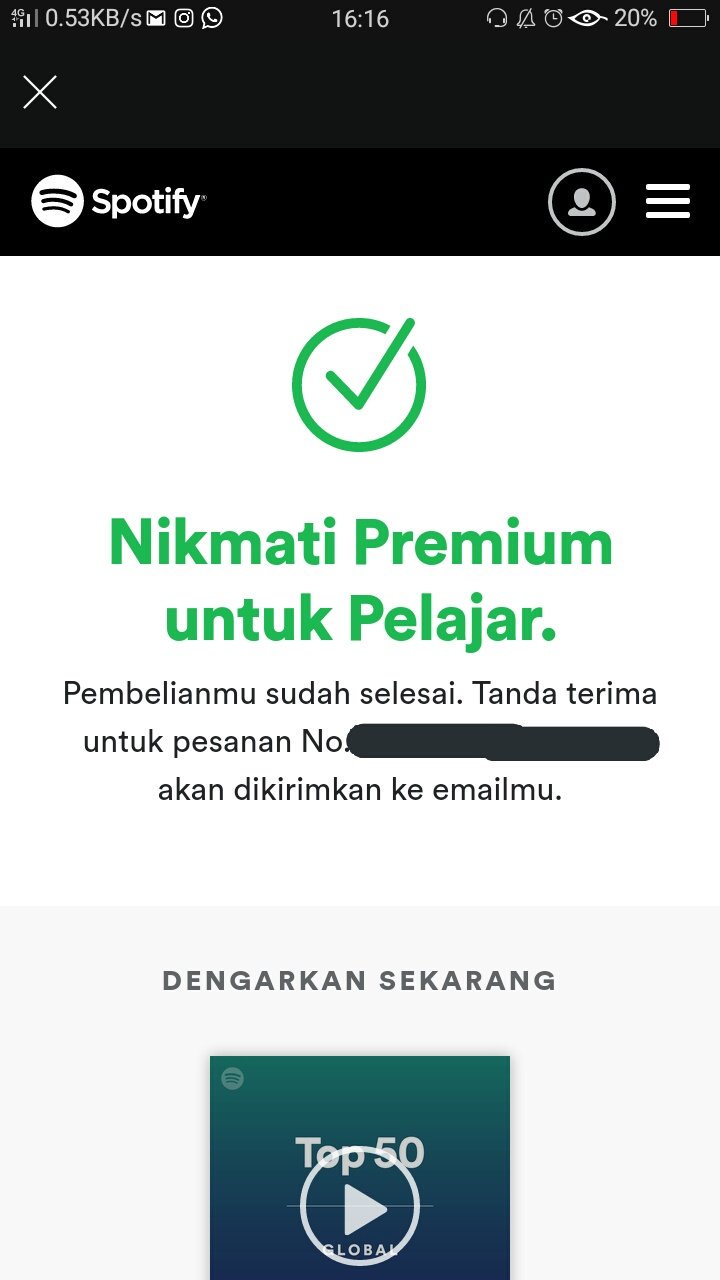 4G 0.53KB/s 16:16 20%
Spotify
Nikmati Premium
untuk Pelajar.
Pembelianmu sudah selesai. Tanda terima
untuk pesanan No.
akan dikirimkan ke emailmu.
DENGARKAN SEKARANG
Top 50
GLOBAL